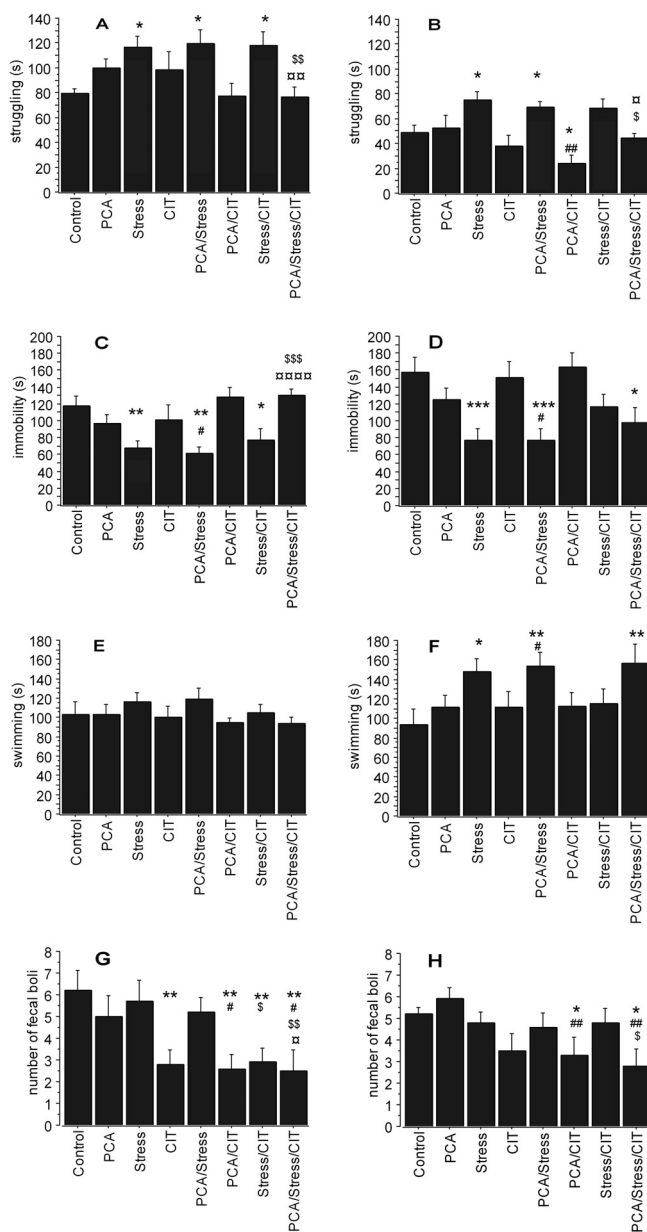 A
struggling (s)
140
120
100
80
60
40
20
0
*
*
*
$$
¤¤
Control
PCA
Stress
CIT
PCA/Stress
PCA/CIT
Stress/CIT
PCA/Stress/CIT
B
struggling (s)
140
120
100
80
60
40
20
0
*
*
*
##
¤
$
Control
PCA
Stress
CIT
PCA/Stress
PCA/CIT
Stress/CIT
PCA/Stress/CIT
C
immobility (s)
200
180
160
140
120
100
80
60
40
20
0
**
**
#
*
$$$
¤¤¤¤
Control
PCA
Stress
CIT
PCA/Stress
PCA/CIT
Stress/CIT
PCA/Stress/CIT
D
immobility (s)
200
180
160
140
120
100
80
60
40
20
0
***
***
#
*
Control
PCA
Stress
CIT
PCA/Stress
PCA/CIT
Stress/CIT
PCA/Stress/CIT
E
swimming (s)
180
160
140
120
100
80
60
40
20
0
Control
PCA
Stress
CIT
PCA/Stress
PCA/CIT
Stress/CIT
PCA/Stress/CIT
F
swimming (s)
180
160
140
120
100
80
60
40
20
0
*
**
#
**
Control
PCA
Stress
CIT
PCA/Stress
PCA/CIT
Stress/CIT
PCA/Stress/CIT
G
number of fecal boli
8
7
6
5
4
3
2
1
0
**
**
#
**
$
**
#
$$
¤
Control
PCA
Stress
CIT
PCA/Stress
PCA/CIT
Stress/CIT
PCA/Stress/CIT
H
number of fecal boli
8
7
6
5
4
3
2
1
0
*
##
*
##
$
Control
PCA
Stress
CIT
PCA/Stress
PCA/CIT
Stress/CIT
PCA/Stress/CIT